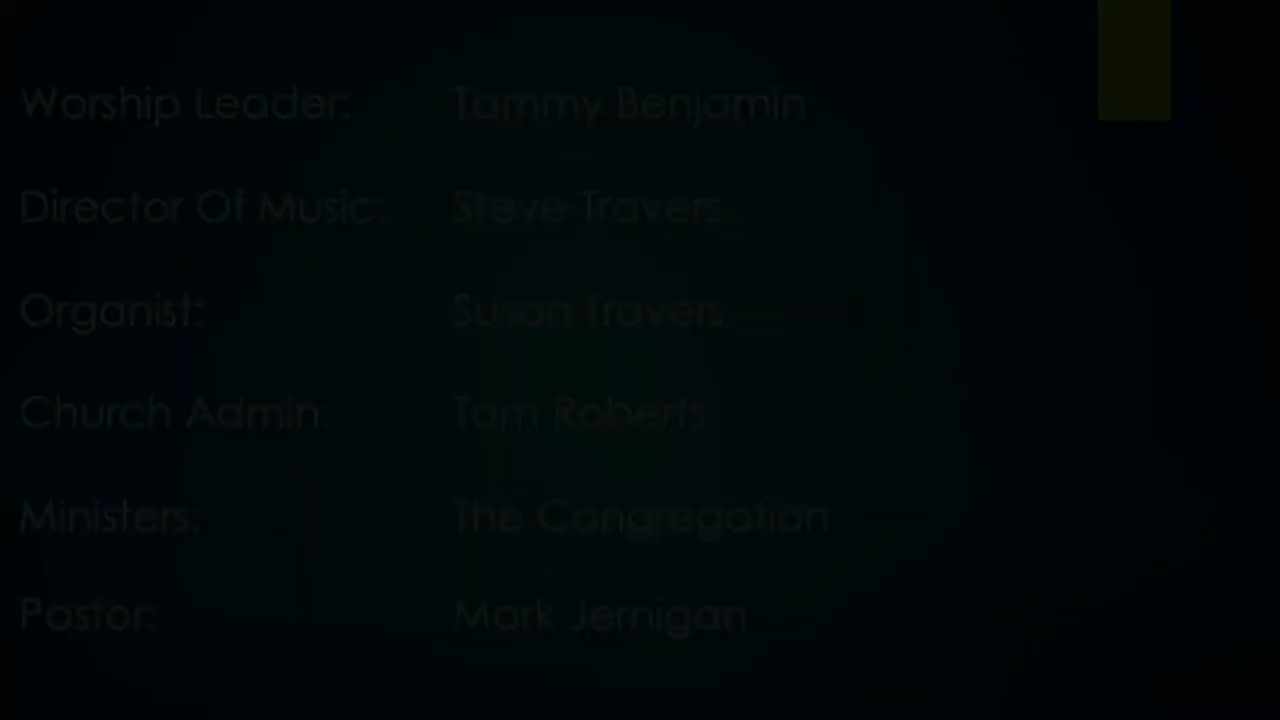 Worship Leader: Tammy Benjamin
Director Of Music: Steve Travers
Organist: Susan Travers
Church Admin: Tom Roberts
Ministers: The Congregation
Pastor: Mark Jernigan